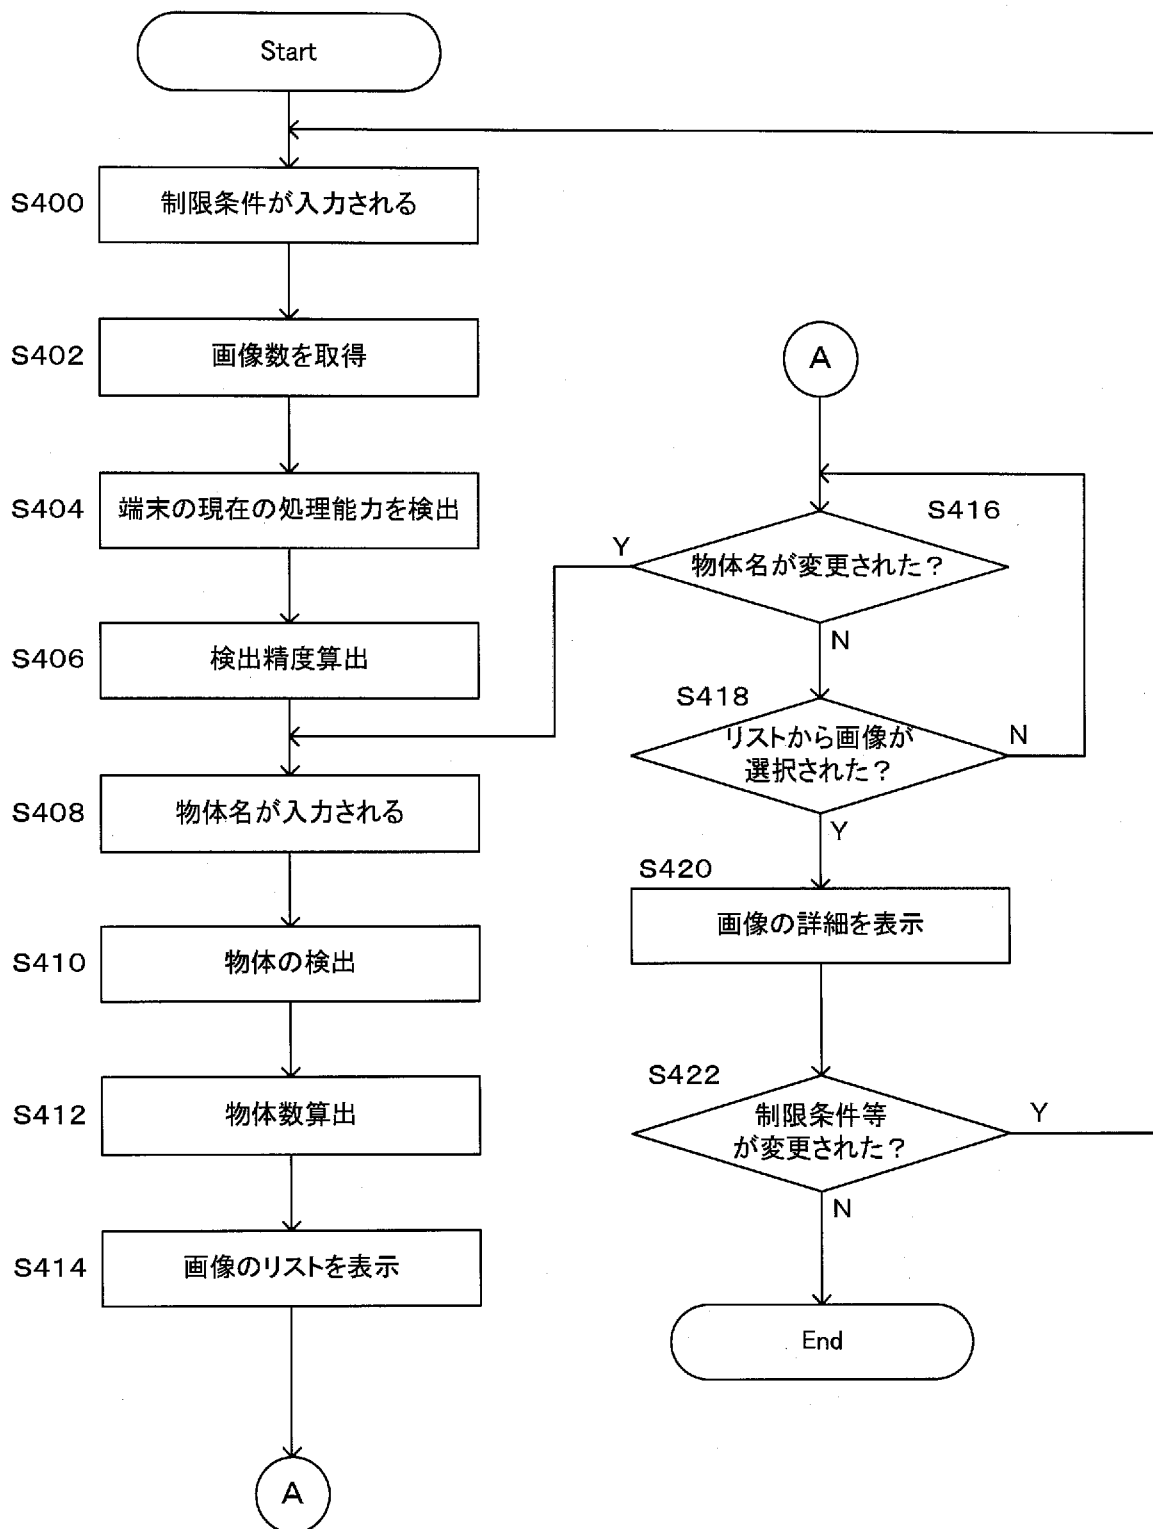 Start
S400
制限条件が入力される
S402
画像数を取得
S404
端末の現在の処理能力を検出
S406
検出精度算出
S408
物体名が入力される
S410
物体の検出
S412
物体数算出
S414
画像のリストを表示
A
A
S416
物体名が変更された？
Y
N
S418
リストから画像が
選択された？
N
Y
S420
画像の詳細を表示
S422
制限条件等
が変更された？
Y
N
End